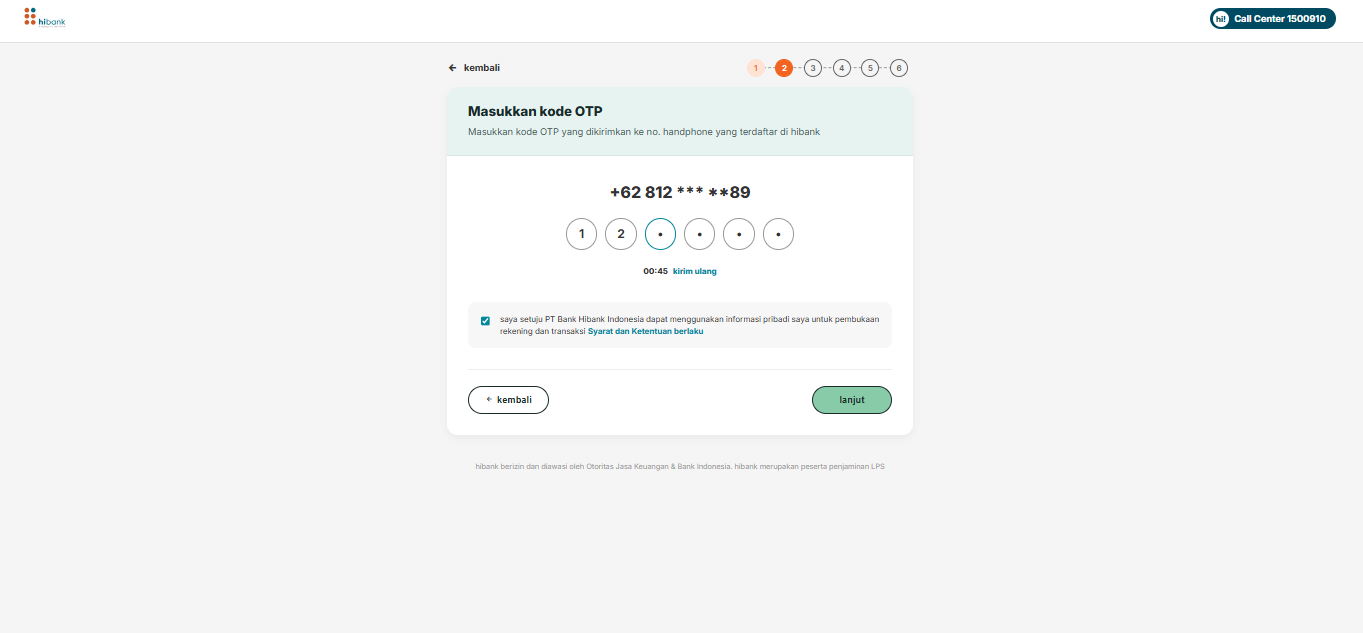 hibank
hi! Call Center 1500910
← kembali
1 2 3 4 5 6
Masukkan kode OTP
Masukkan kode OTP yang dikirimkan ke no. handphone yang terdaftar di hibank
+62 812 *** **89
1 2 • • • •
00:45 kirim ulang
saya setuju PT Bank Hibank Indonesia dapat menggunakan informasi pribadi saya untuk pembukaan
rekening dan transaksi Syarat dan Ketentuan berlaku
← kembali
lanjut
hibank berizin dan diawasi oleh Otoritas Jasa Keuangan & Bank Indonesia. hibank merupakan peserta penjaminan LPS